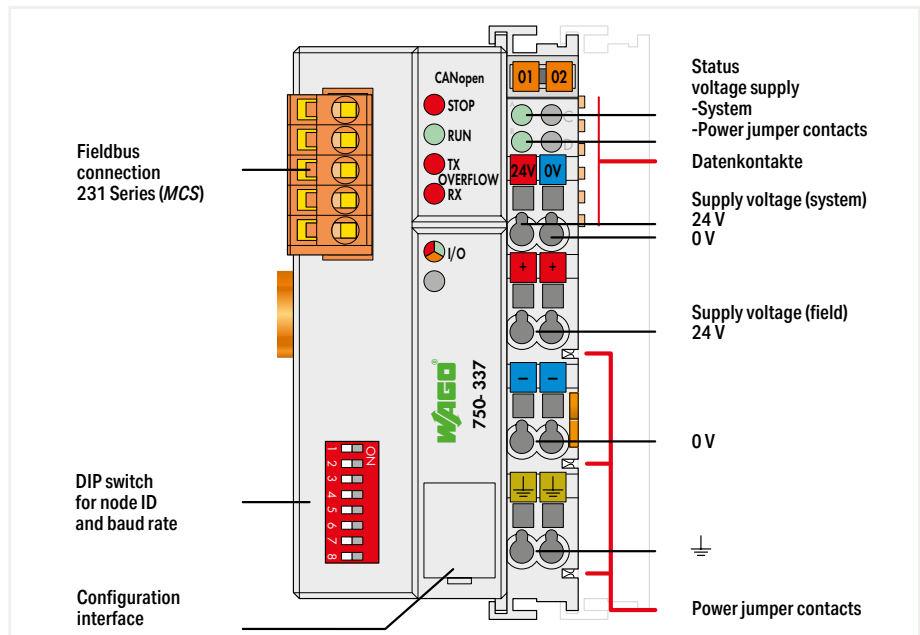 Fieldbus
connection
231 Series (MCS)
DIP switch
for node ID
and baud rate
Configuration
interface
CANopen
STOP
RUN
TX
OVERFLOW
RX
I/O
WAGO®
750-337
ON
1
2
3
4
5
6
7
8
01 02
A C
B D
24V 0V
+ +
− −
Status
voltage supply
-System
-Power jumper contacts
Datenkontakte
Supply voltage (system)
24 V
0 V
Supply voltage (field)
24 V
0 V
Power jumper contacts